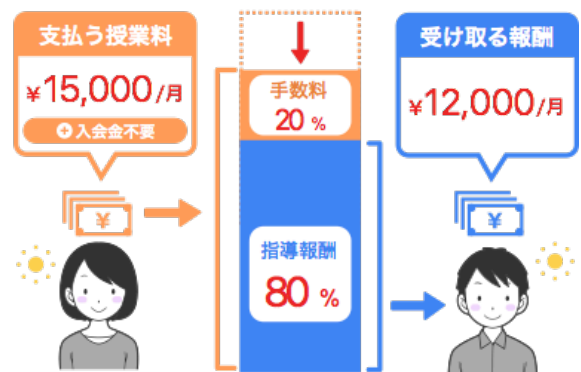 支払う授業料
¥15,000/月
+入会金不要
手数料
20 %
指導報酬
80 %
受け取る報酬
¥12,000/月
¥
¥